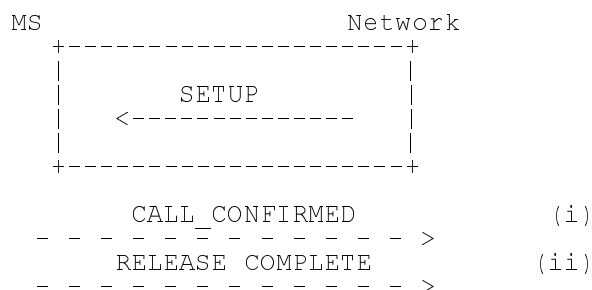 MS Network
SETUP
CALL_CONFIRMED (i)
RELEASE COMPLETE (ii)